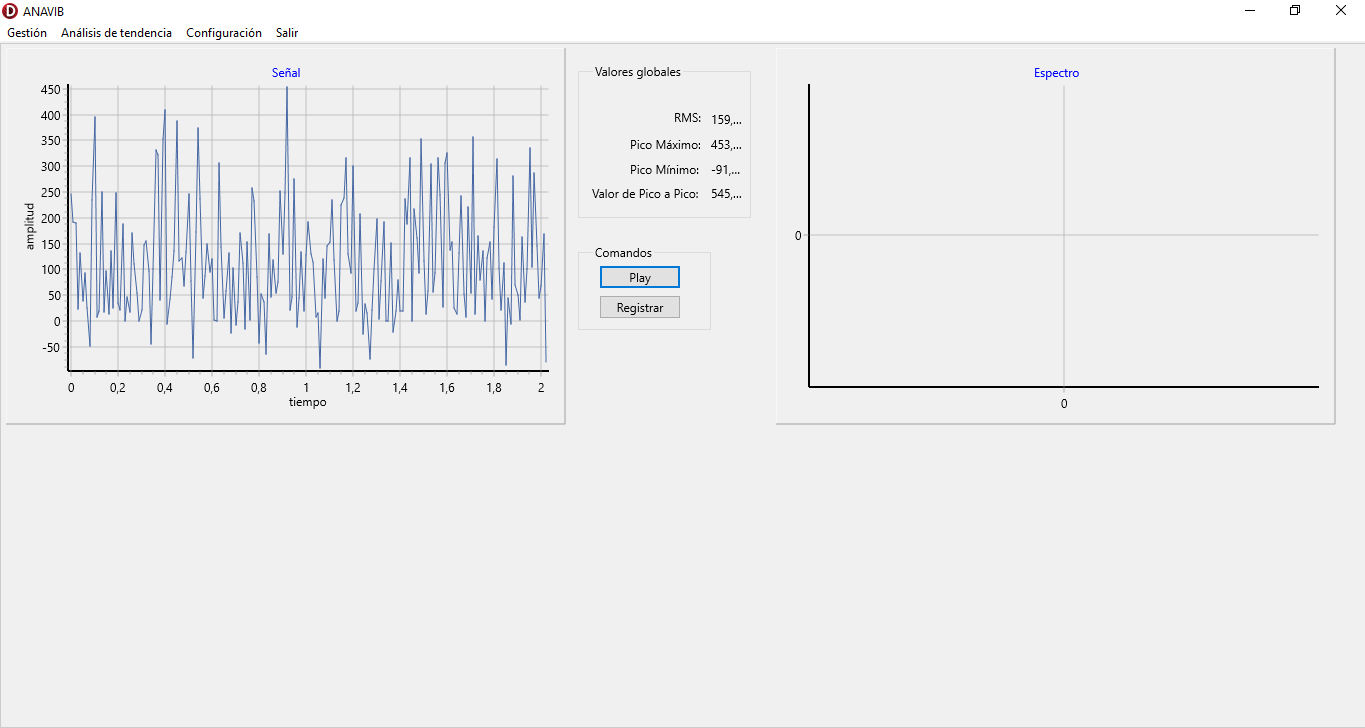 ANAVIB
Gestión Análisis de tendencia Configuración Salir
Señal
450
400
350
300
250
200
150
100
50
0
-50
amplitud
0 0,2 0,4 0,6 0,8 1 1,2 1,4 1,6 1,8 2
tiempo
Valores globales
RMS: 159,...
Pico Máximo: 453,...
Pico Mínimo: -91,...
Valor de Pico a Pico: 545,...
Comandos
Play
Registrar
Espectro
0
0